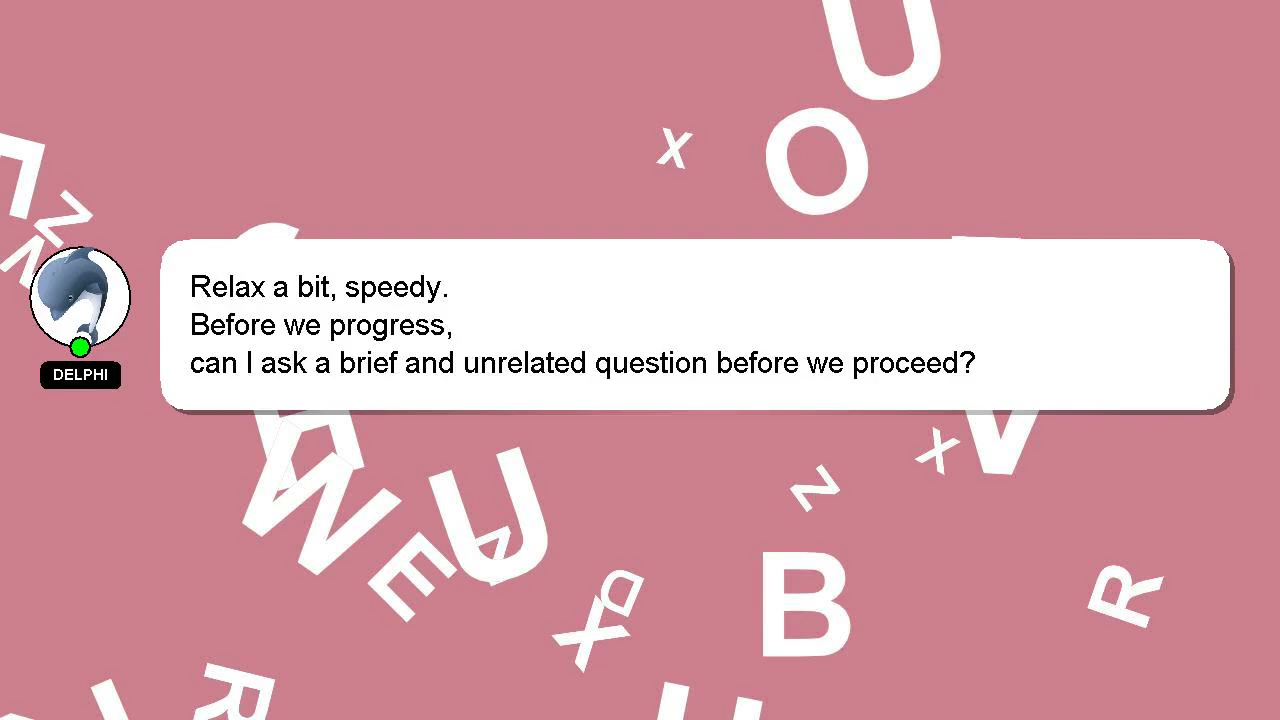 Relax a bit, speedy.
Before we progress,
can I ask a brief and unrelated question before we proceed?
DELPHI
U
O
X
Z
N
V
X
W
U
E
Z
Z
D
X
B
R
R